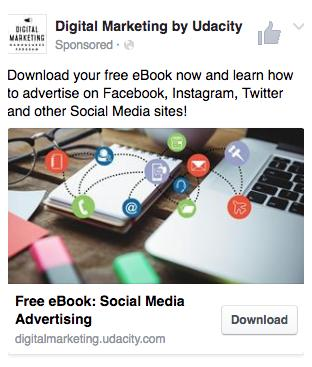 DIGITAL
MARKETING
Digital Marketing by Udacity
Sponsored ·
Download your free eBook now and learn how
to advertise on Facebook, Instagram, Twitter
and other Social Media sites!
@
Free eBook: Social Media
Advertising
Download
digitalmarketing.udacity.com